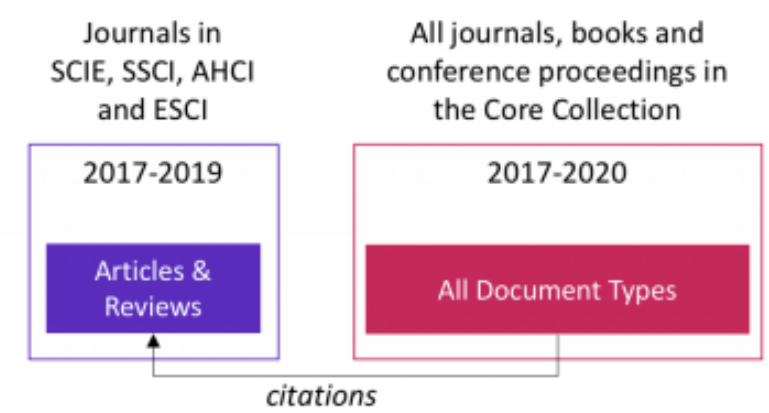 Journals in
SCIE, SSCI, AHCI
and ESCI
2017-2019
Articles &
Reviews
All journals, books and
conference proceedings in
the Core Collection
2017-2020
All Document Types
citations